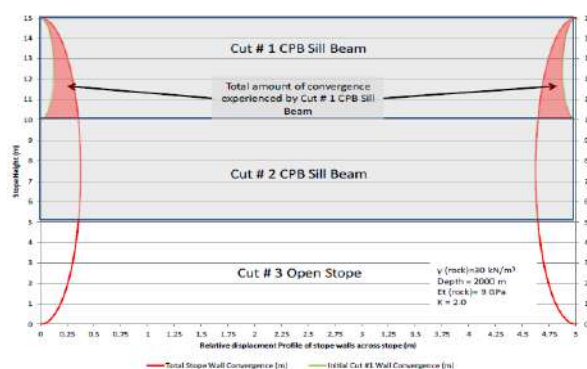 15
14
13
12
11
10
9
8
7
6
5
4
3
2
1
0
Stope Height (m)
Cut # 1 CPB Sill Beam
Total amount of convergence
experienced by Cut # 1 CPB Sill
Beam
Cut # 2 CPB Sill Beam
Cut # 3 Open Stope
γ (rock)=30 kN/m³
Depth = 2000 m
K = 2.0
0 0.25 0.5 0.75 1 1.25 1.5 1.75 2 2.25 2.5 2.75 3 3.25 3.5 3.75 4 4.25 4.5 4.75 5
Relative displacment Profile of stope walls across stope (m)
Total Stope Wall Convergence (m) Initial Cut #1 Wall Convergence (m)